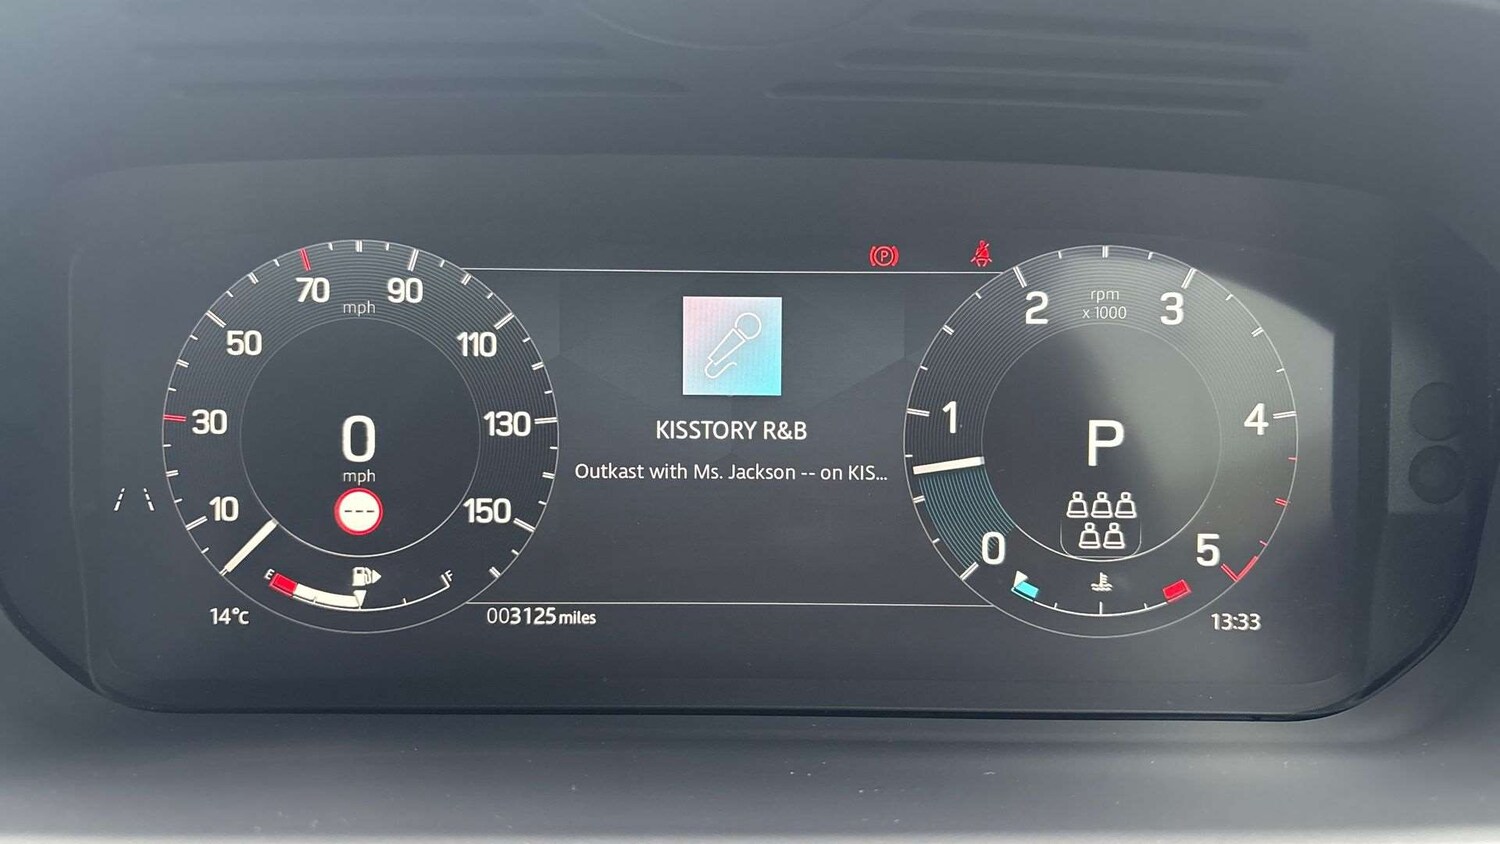 70
90
mph
50
110
30
130
0
mph
---
10
150
E
F
14°c
003125 miles
KISSTORY R&B
Outkast with Ms. Jackson -- on KIS...
P
2
rpm
x 1000
3
1
4
P
0
5
13:33